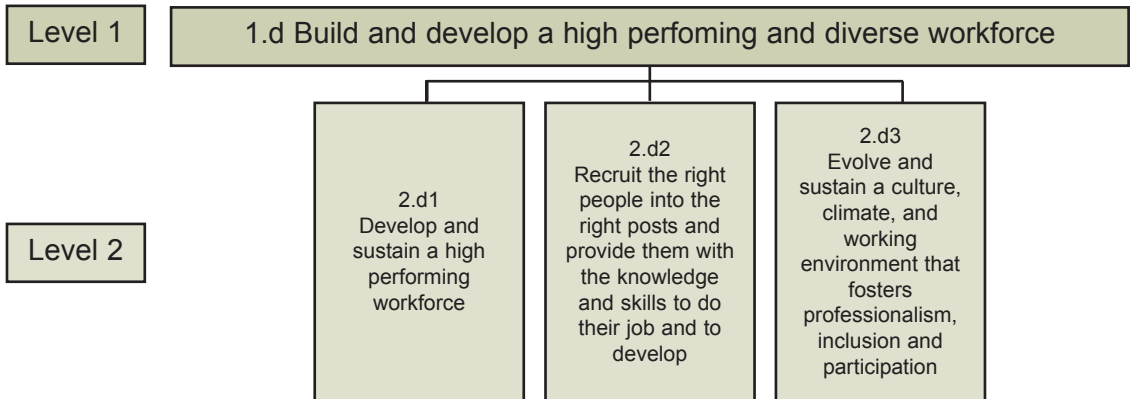 Level 1
1.d Build and develop a high perfoming and diverse workforce
Level 2
2.d1
Develop and
sustain a high
performing
workforce
2.d2
Recruit the right
people into the
right posts and
provide them with
the knowledge
and skills to do
their job and to
develop
2.d3
Evolve and
sustain a culture,
climate, and
working
environment that
fosters
professionalism,
inclusion and
participation